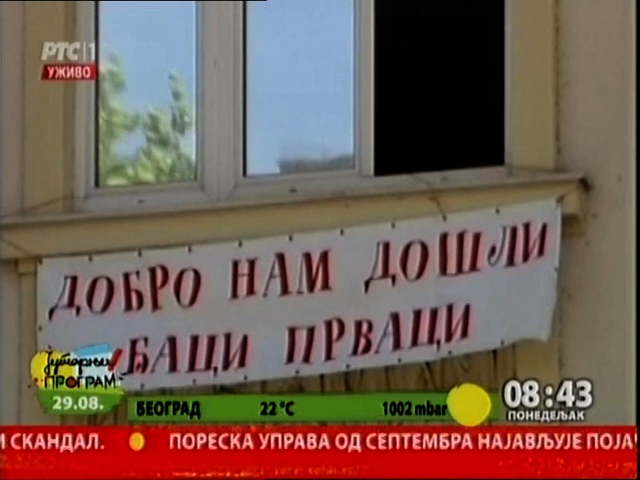 РТС 1
УЖИВО
ДОБРО НАМ ДОШЛИ
ЂАЦИ ПРВАЦИ
Јутарњи
ПРОГРАМ
29.08.
БЕОГРАД 22 °C 1002 mbar
08:43
ПОНЕДЕЉАК
И СКАНДАЛ. ПОРЕСКА УПРАВА ОД СЕПТЕМБРА НАЈАВЉУЈЕ ПОЈА